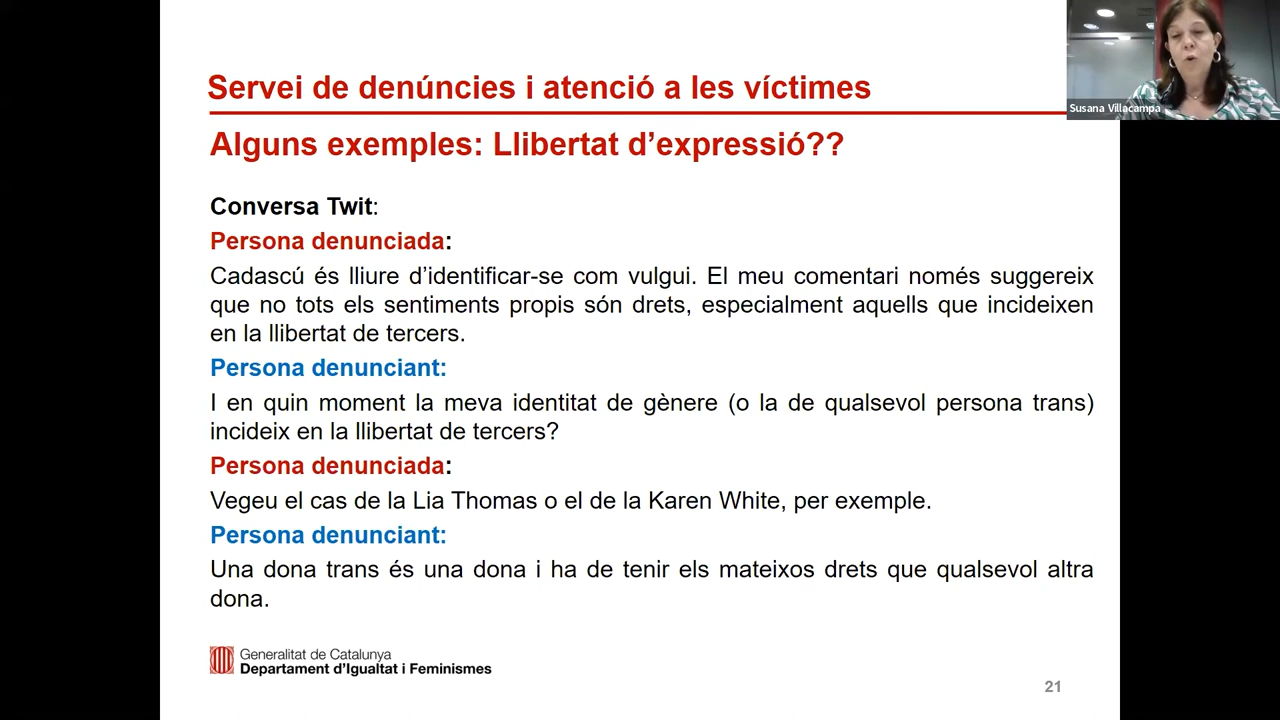 Susana Villacampa
Servei de denúncies i atenció a les víctimes
Alguns exemples: Llibertat d’expressió??
Conversa Twit:
Persona denunciada:
Cadascú és lliure d’identificar-se com vulgui. El meu comentari només suggereix
que no tots els sentiments propis són drets, especialment aquells que incideixen
en la llibertat de tercers.
Persona denunciant:
I en quin moment la meva identitat de gènere (o la de qualsevol persona trans)
incideix en la llibertat de tercers?
Persona denunciada:
Vegeu el cas de la Lia Thomas o el de la Karen White, per exemple.
Persona denunciant:
Una dona trans és una dona i ha de tenir els mateixos drets que qualsevol altra
dona.
Generalitat de Catalunya
Departament d’Igualtat i Feminismes
21